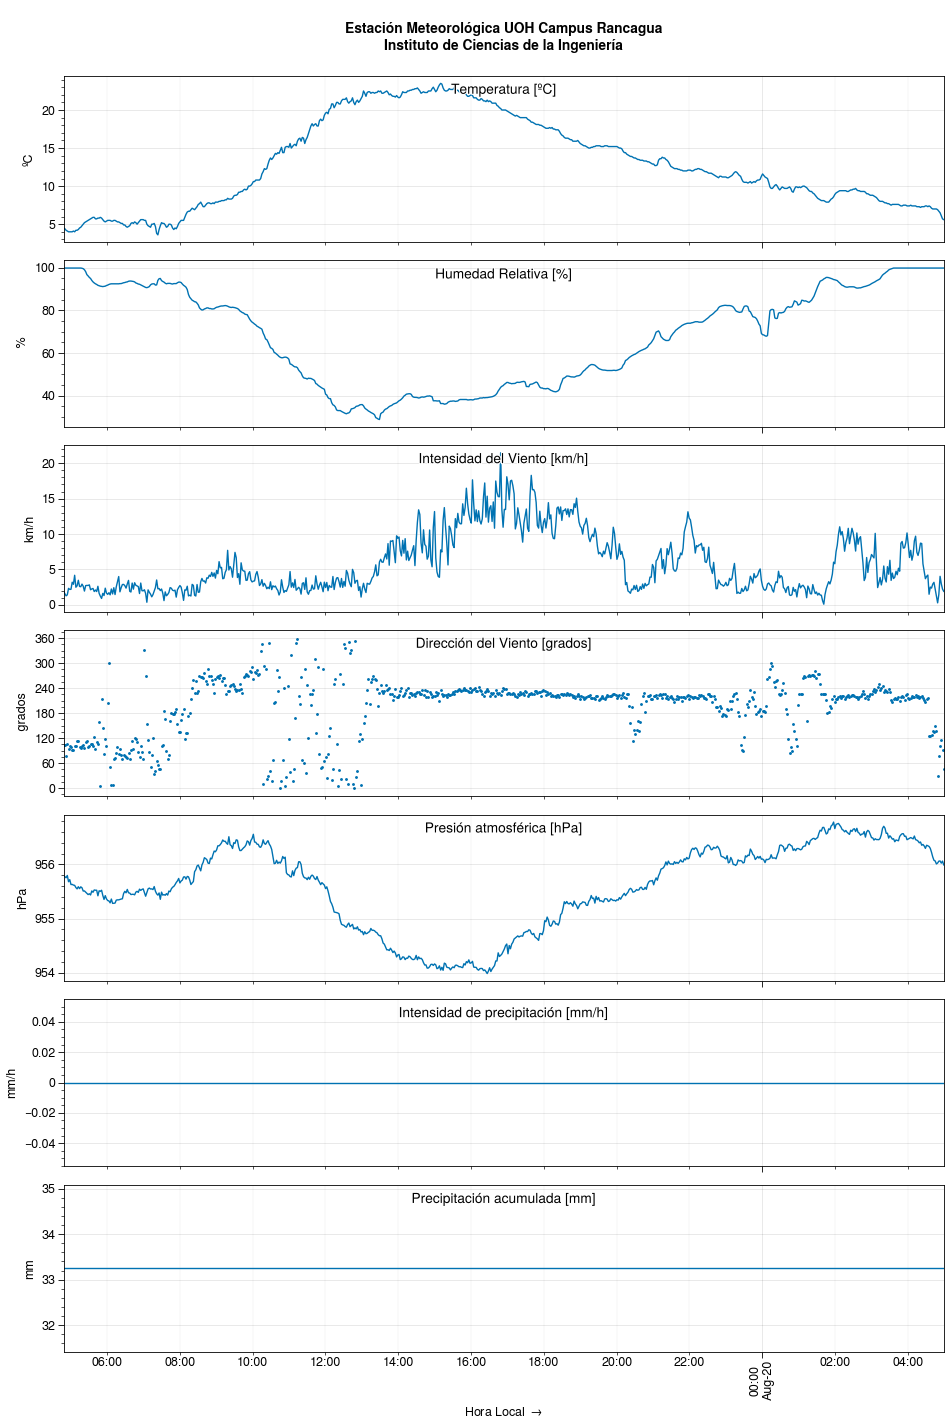 Estación Meteorológica UOH Campus Rancagua
Instituto de Ciencias de la Ingeniería
Temperatura [ºC]
20
15
10
5
ºC
Humedad Relativa [%]
100
80
60
40
%
Intensidad del Viento [km/h]
20
15
10
5
0
km/h
Dirección del Viento [grados]
360
300
240
180
120
60
0
grados
Presión atmosférica [hPa]
956
955
954
hPa
Intensidad de precipitación [mm/h]
0.04
0.02
0
−0.02
−0.04
mm/h
Precipitación acumulada [mm]
35
34
33
32
mm
06:00 08:00 10:00 12:00 14:00 16:00 18:00 20:00 22:00 00:00 02:00 04:00
Aug-20
Hora Local →